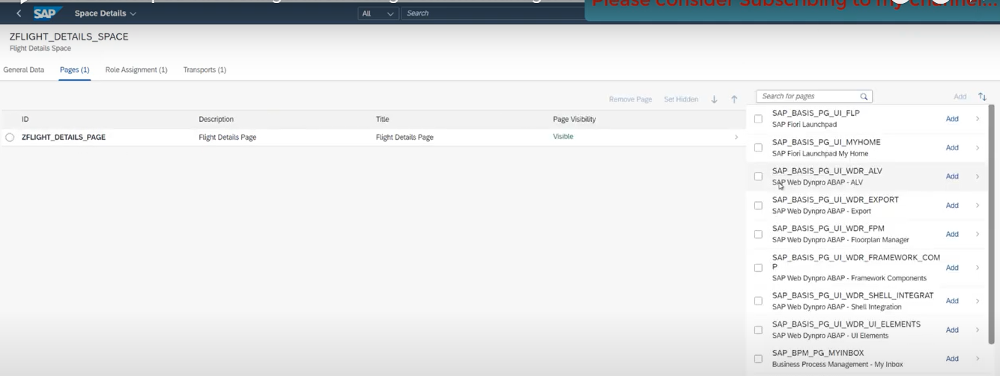 SAP Space Details
All Search
Please consider Subscribing to my channel...
ZFLIGHT_DETAILS_SPACE
Flight Details Space
General Data Pages (1) Role Assignment (1) Transports (1)
Remove Page Set Hidden
Search for pages Add
ID Description Title Page Visibility
ZFLIGHT_DETAILS_PAGE Flight Details Page Flight Details Page Visible
SAP_BASIS_PG_UI_FLP Add
SAP Fiori Launchpad
SAP_BASIS_PG_UI_MYHOME Add
SAP Fiori Launchpad My Home
SAP_BASIS_PG_UI_WDR_ALV Add
SAP Web Dynpro ABAP - ALV
SAP_BASIS_PG_UI_WDR_EXPORT Add
SAP Web Dynpro ABAP - Export
SAP_BASIS_PG_UI_WDR_FPM Add
SAP Web Dynpro ABAP - Floorplan Manager
SAP_BASIS_PG_UI_WDR_FRAMEWORK_COM
P Add
SAP Web Dynpro ABAP - Framework Components
SAP_BASIS_PG_UI_WDR_SHELL_INTEGRAT Add
SAP Web Dynpro ABAP - Shell Integration
SAP_BASIS_PG_UI_WDR_UI_ELEMENTS Add
SAP Web Dynpro ABAP - UI Elements
SAP_BPM_PG_MYINBOX Add
Business Process Management - My Inbox